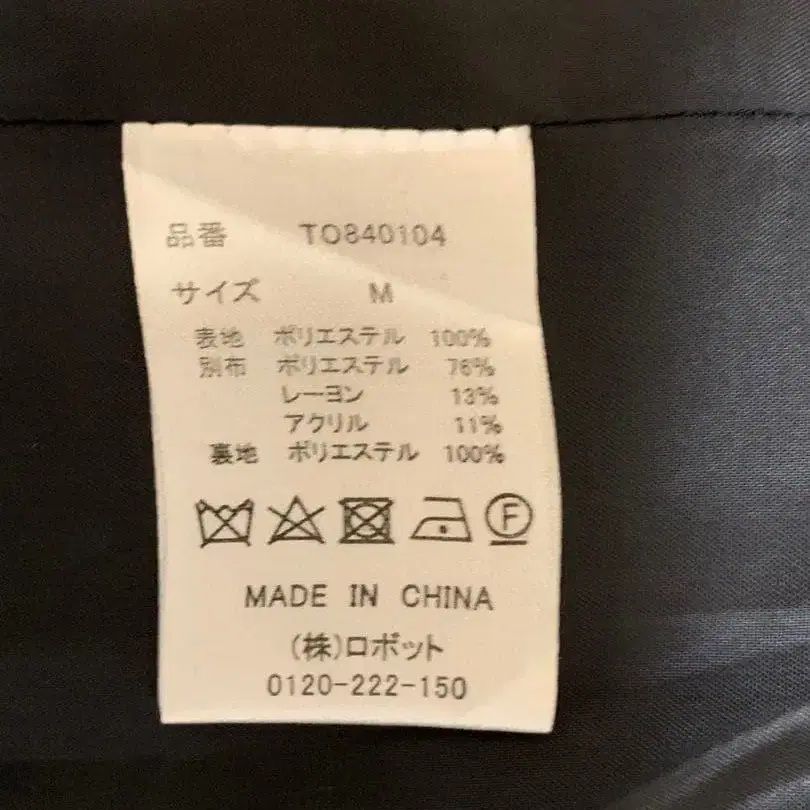 品番 TO840104
サイズ M
表地 ポリエステル 100%
別布 ポリエステル 76%
レーヨン 13%
アクリル 11%
裏地 ポリエステル 100%
F
MADE IN CHINA
(株)ロボット
0120-222-150